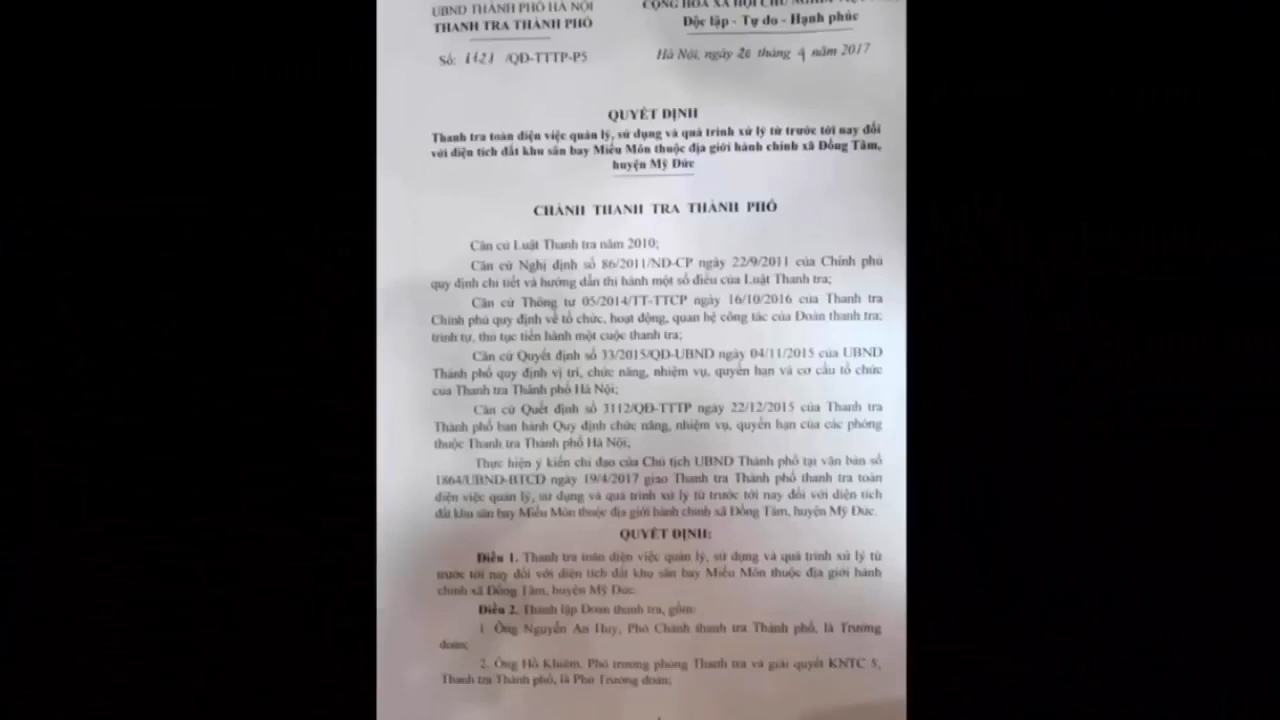 UBND THÀNH PHỐ HÀ NỘI
THANH TRA THÀNH PHỐ
Số: 1121 /QĐ-TTTP-P5
CỘNG HÒA XÃ HỘI CHỦ NGHĨA
Độc lập - Tự do - Hạnh phúc
Hà Nội, ngày 20 tháng 4 năm 2017
QUYẾT ĐỊNH
Thanh tra toàn diện việc quản lý, sử dụng và quá trình xử lý từ trước tới nay đối
với diện tích đất khu sân bay Miếu Môn thuộc địa giới hành chính xã Đồng Tâm,
huyện Mỹ Đức
CHÁNH THANH TRA THÀNH PHỐ
Căn cứ Luật Thanh tra năm 2010;
Căn cứ Nghị định số 86/2011/NĐ-CP ngày 22/9/2011 của Chính phủ
quy định chi tiết và hướng dẫn thi hành một số điều của Luật Thanh tra;
Căn cứ Thông tư 05/2014/TT-TTCP ngày 16/10/2016 của Thanh tra
Chính phủ quy định về tổ chức, hoạt động, quan hệ công tác của Đoàn thanh tra;
trình tự, thủ tục tiến hành một cuộc thanh tra;
Căn cứ Quyết định số 33/2015/QĐ-UBND ngày 04/11/2015 của UBND
Thành phố quy định vị trí, chức năng, nhiệm vụ, quyền hạn và cơ cấu tổ chức
của Thanh tra Thành phố Hà Nội;
Căn cứ Quết định số 3112/QĐ-TTTP ngày 22/12/2015 của Thanh tra
Thành phố ban hành Quy định chức năng, nhiệm vụ, quyền hạn của các phòng
thuộc Thanh tra Thành phố Hà Nội;
Thực hiện ý kiến chỉ đạo của Chủ tịch UBND Thành phố tại văn bản số
1864/UBND-BTCD ngày 19/4/2017 giao Thanh tra Thành phố thanh tra toàn
diện việc quản lý, sử dụng và quá trình xử lý từ trước tới nay đối với diện tích
đất khu sân bay Miếu Môn thuộc địa giới hành chính xã Đồng Tâm, huyện Mỹ Đức.
QUYẾT ĐỊNH:
Điều 1. Thanh tra toàn diện việc quản lý, sử dụng và quá trình xử lý từ
trước tới nay đối với diện tích đất khu sân bay Miếu Môn thuộc địa giới hành
chính xã Đồng Tâm, huyện Mỹ Đức.
Điều 2. Thành lập Đoàn thanh tra, gồm:
1. Ông Nguyễn An Huy, Phó Chánh thanh tra Thành phố, là Trưởng
đoàn;
2. Ông Hồ Khiêm, Phó trưởng phòng Thanh tra và giải quyết KNTC 5,
Thanh tra Thành phố, là Phó Trưởng đoàn;